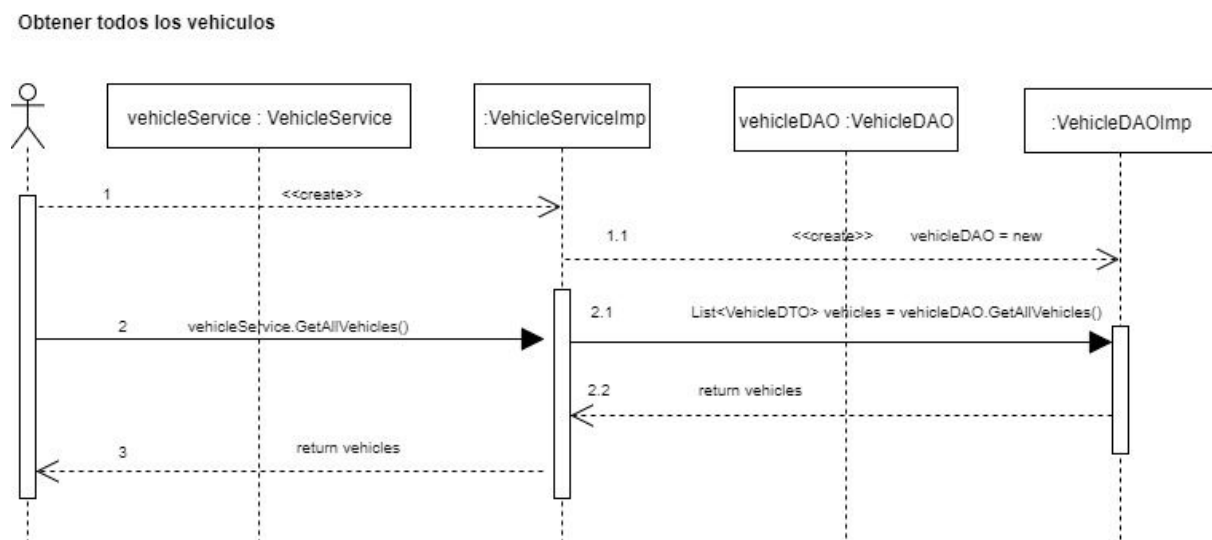 Obtener todos los vehiculos
vehicleService : VehicleService
:VehicleServiceImp
vehicleDAO :VehicleDAO
:VehicleDAOImp
1 <<create>>
1.1 <<create>> vehicleDAO = new
2 vehicleService.GetAllVehicles()
2.1 List<VehicleDTO> vehicles = vehicleDAO.GetAllVehicles()
2.2 return vehicles
3 return vehicles